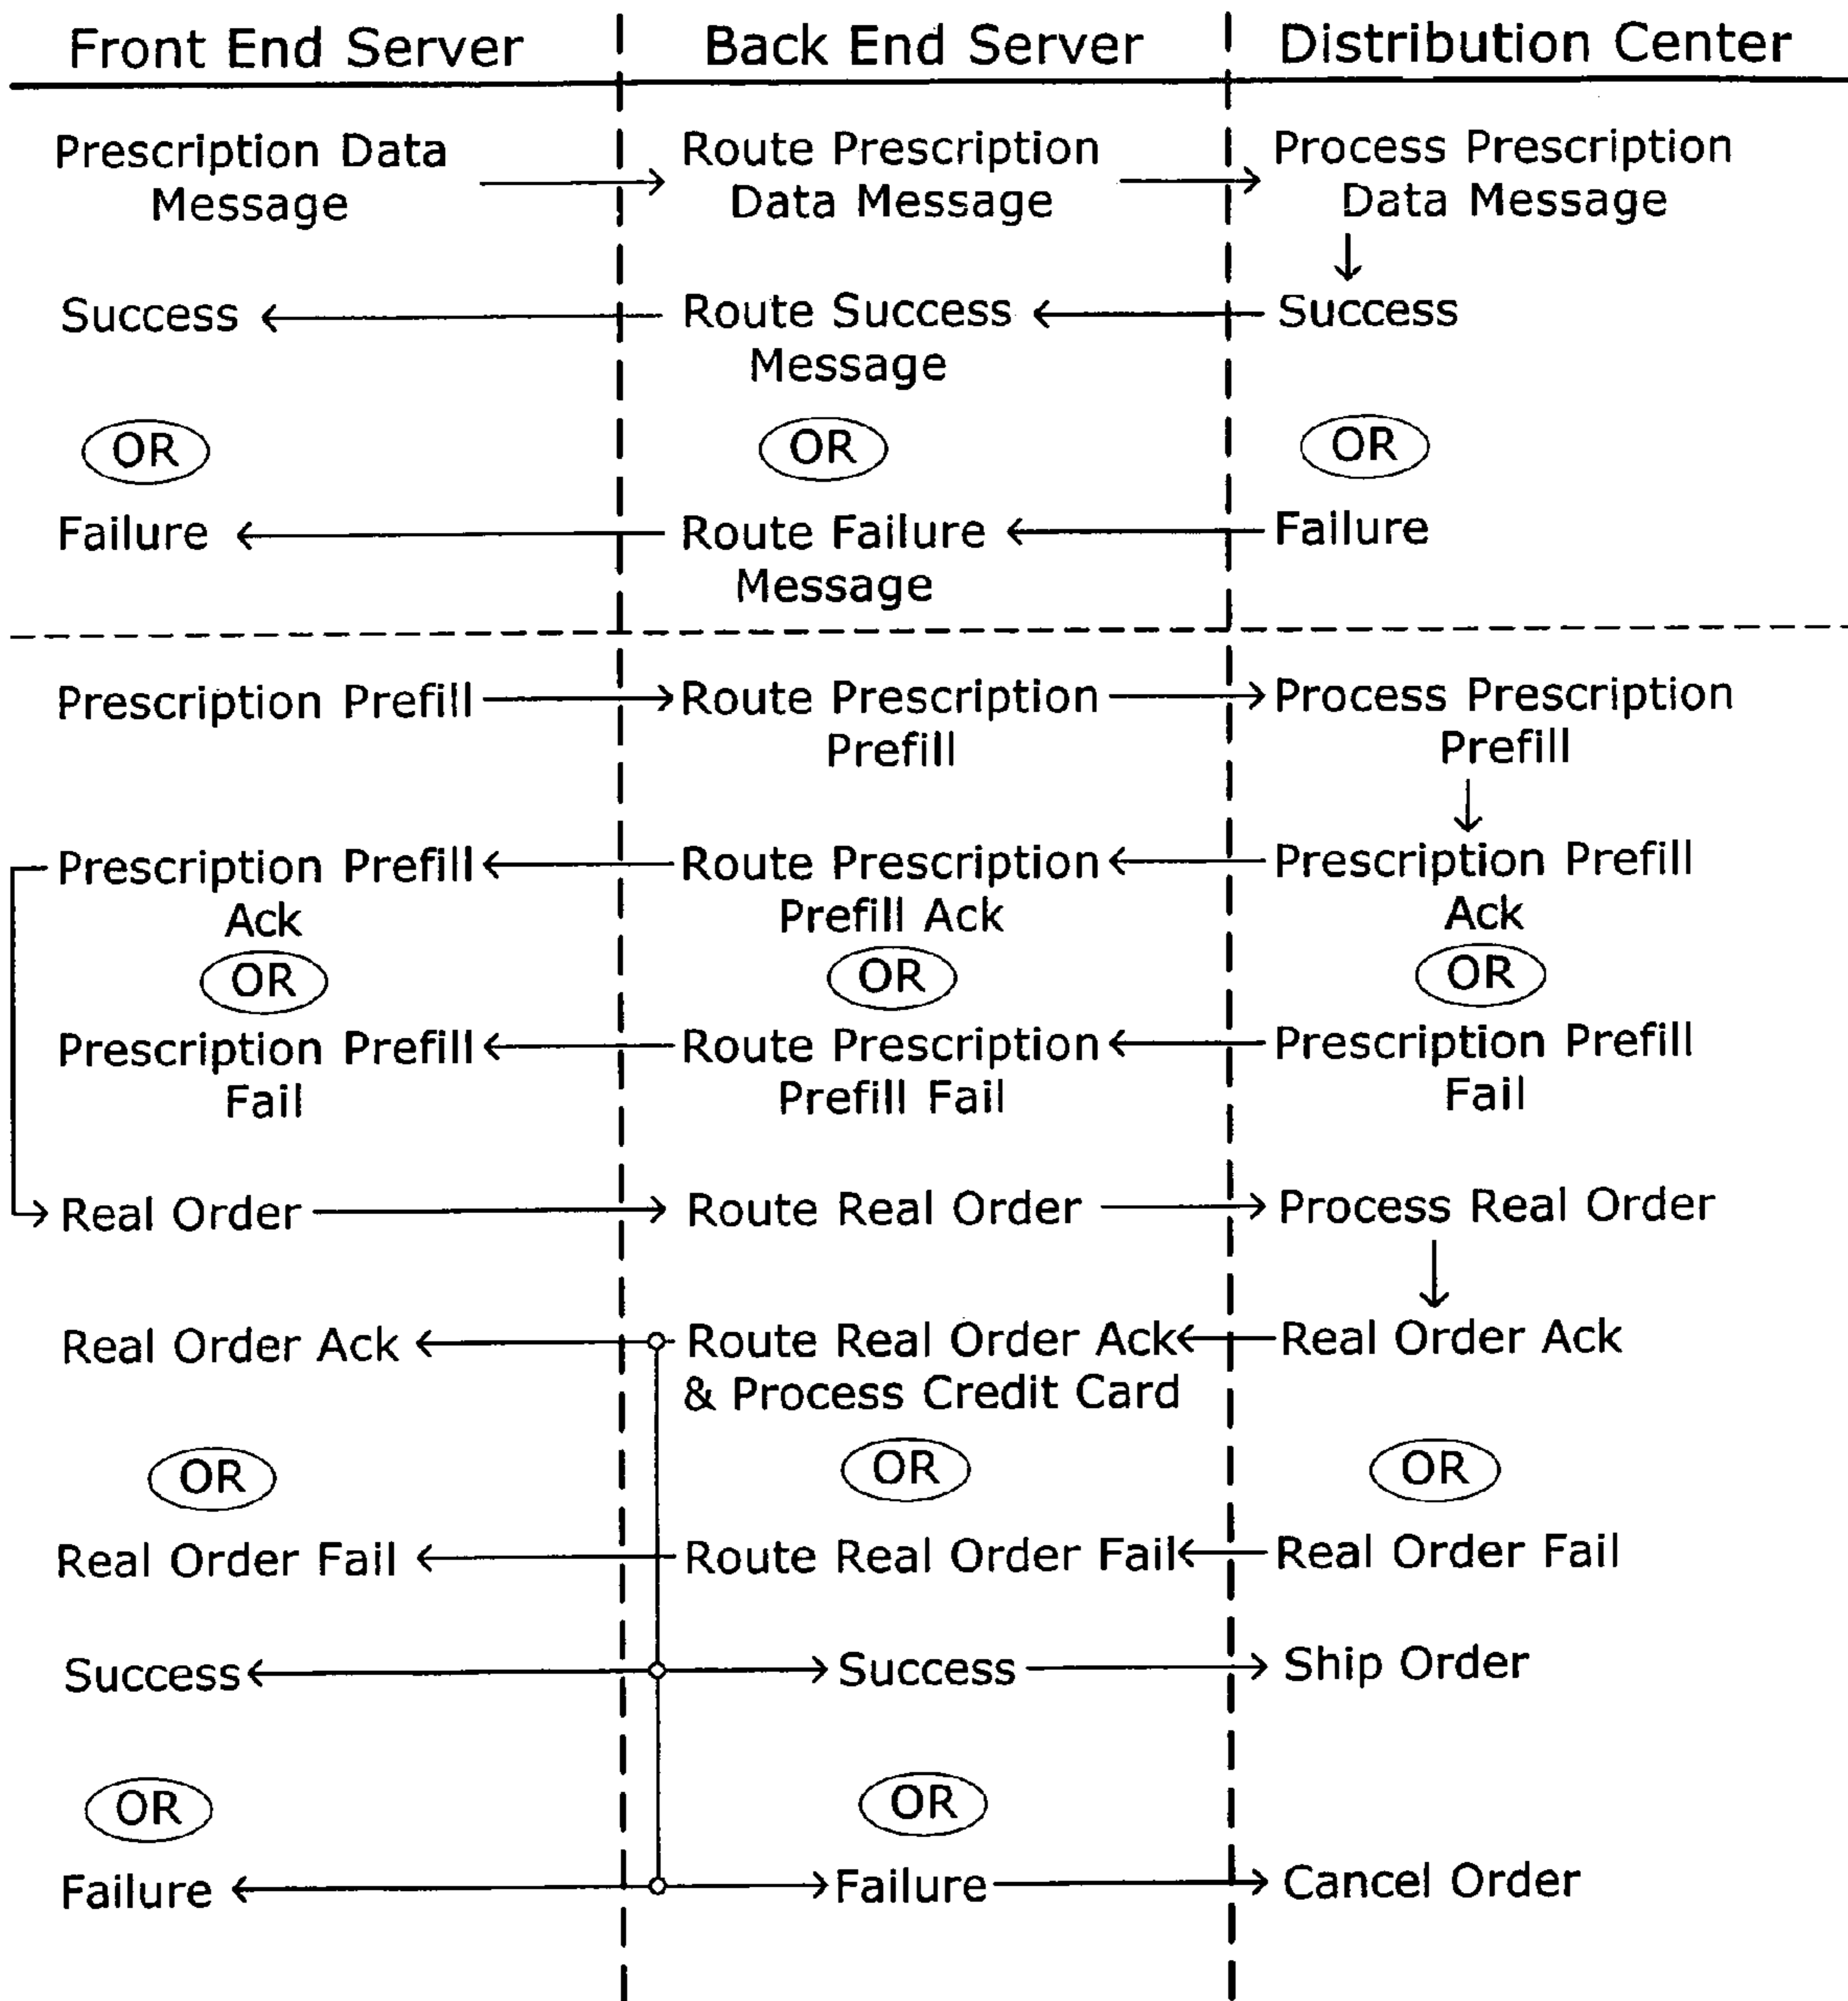 Front End Server
Back End Server
Distribution Center
Prescription Data
Message
Route Prescription
Data Message
Process Prescription
Data Message
Success
Route Success
Message
Success
OR
OR
OR
Failure
Route Failure
Message
Failure
Prescription Prefill
Route Prescription
Prefill
Process Prescription
Prefill
Prescription Prefill
Ack
Route Prescription
Prefill Ack
Prescription Prefill
Ack
OR
OR
OR
Prescription Prefill
Fail
Route Prescription
Prefill Fail
Prescription Prefill
Fail
Real Order
Route Real Order
Process Real Order
Real Order Ack
Route Real Order Ack
& Process Credit Card
Real Order Ack
OR
OR
OR
Real Order Fail
Route Real Order Fail
Real Order Fail
Success
Success
Ship Order
OR
OR
Failure
Failure
Cancel Order